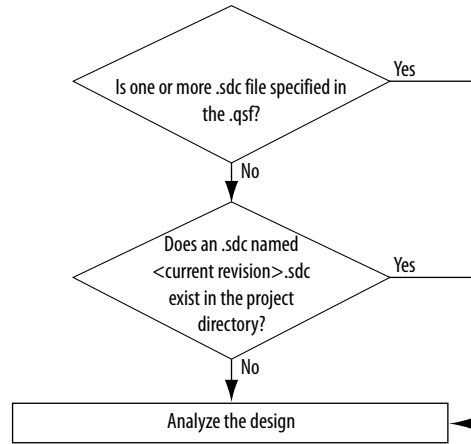 Is one or more .sdc file specified in
the .qsf?
Yes
No
Does an .sdc named
<current revision>.sdc
exist in the project
directory?
Yes
No
Analyze the design